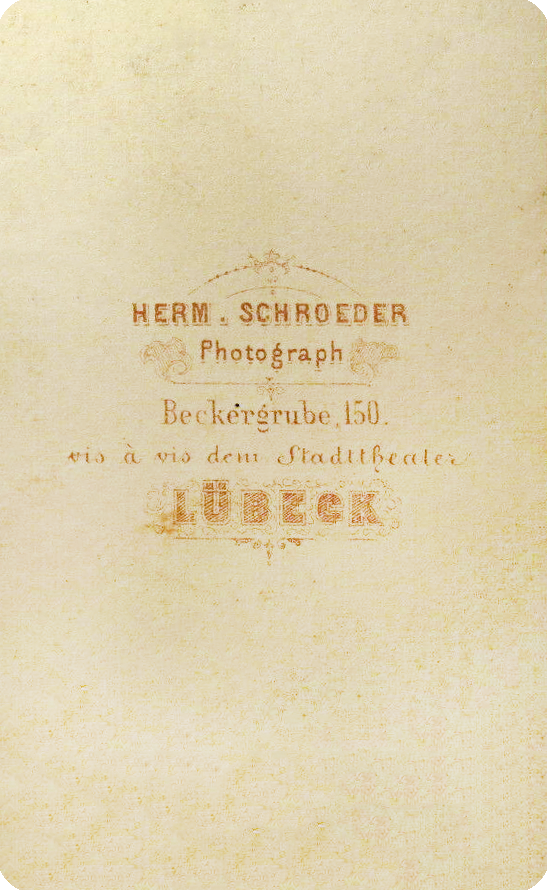 HERM. SCHROEDER
Photograph
Beckergrube, 150.
vis à vis dem Stadttheater
LÜBECK